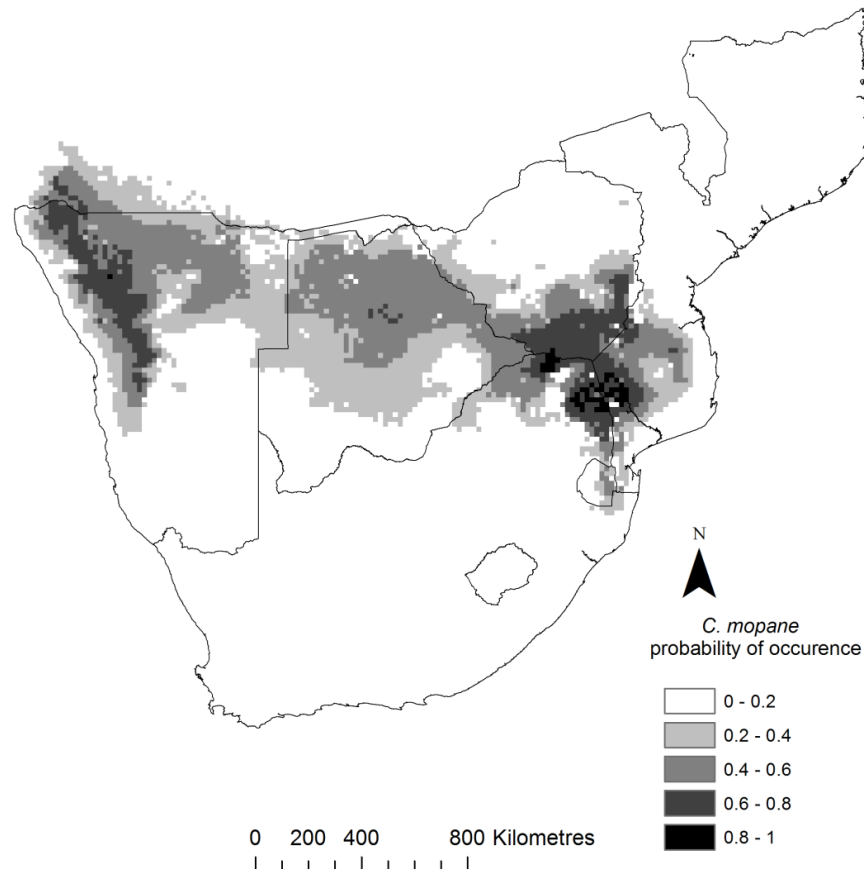 N
C. mopane
probability of occurence
0 - 0.2
0.2 - 0.4
0.4 - 0.6
0.6 - 0.8
0.8 - 1
0 200 400 800 Kilometres